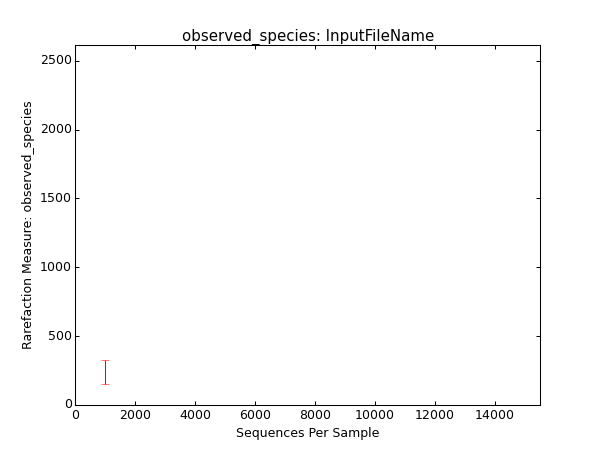 observed_species: InputFileName
2500
2000
1500
1000
500
0
Rarefaction Measure: observed_species
0 2000 4000 6000 8000 10000 12000 14000
Sequences Per Sample